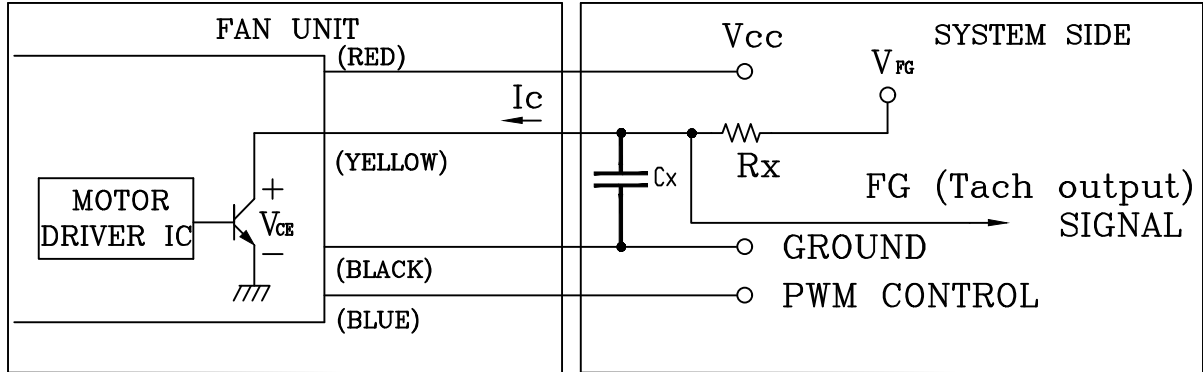 FAN UNIT
(RED)
Ic
(YELLOW)
MOTOR
DRIVER IC
+
VCE
−
(BLACK)
(BLUE)
SYSTEM SIDE
Vcc
VFG
Rx
Cx
FG (Tach output)
SIGNAL
GROUND
PWM CONTROL